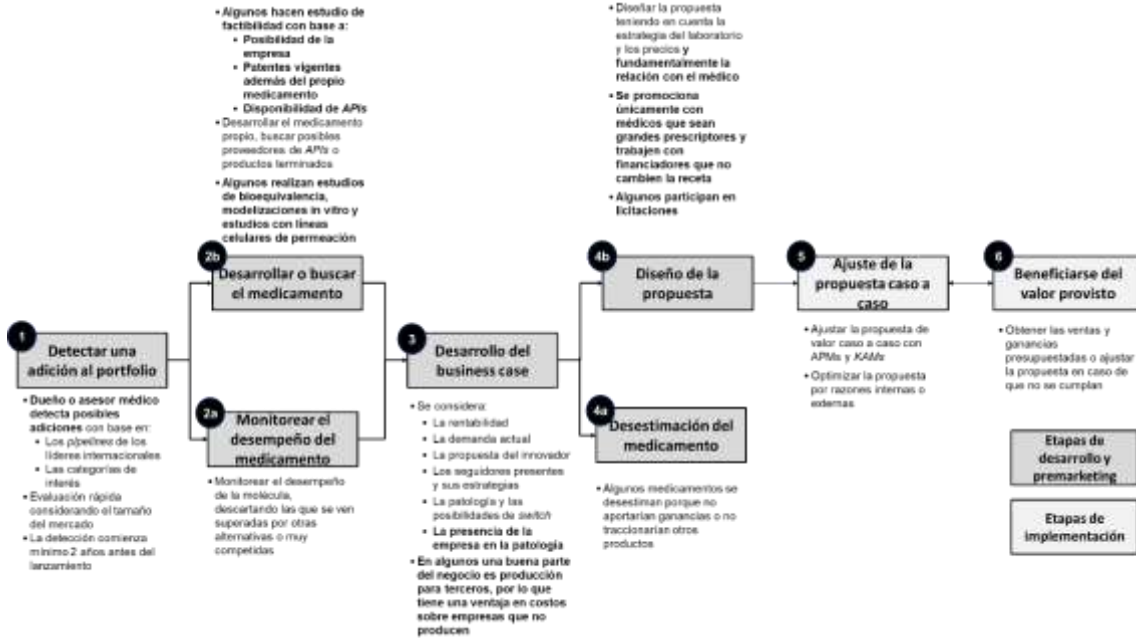 • Algunos hacen estudio de
factibilidad con base a:
• Posibilidad de la
empresa
• Patentes vigentes
además del propio
medicamento
• Disponibilidad de APIs
• Desarrollar el medicamento
propio, buscar posibles
proveedores de APIs o
productos terminados
• Algunos realizan estudios
de bioequivalencia,
modelizaciones in vitro y
estudios con líneas
celulares de permeación
2b
Desarrollar o buscar
el medicamento
• Diseñar la propuesta
teniendo en cuenta la
estrategia del laboratorio
y los precios y
fundamentalmente la
relación con el médico
• Se promociona
únicamente con
médicos que sean
grandes prescriptores y
trabajen con
financiadores que no
cambien la receta
• Algunos participan en
licitaciones
4b
Diseño de la
propuesta
5
Ajuste de la
propuesta caso a
caso
• Ajustar la propuesta de
valor caso a caso con
APMs y KAMs
• Optimizar la propuesta
por razones internas o
externas
6
Beneficiarse del
valor provisto
• Obtener las ventas y
ganancias
presupuestadas o ajustar
la propuesta en caso de
que no se cumplan
1
Detectar una
adición al portfolio
• Dueño o asesor médico
detecta posibles
adiciones con base en:
• Los pipelines de los
líderes internacionales
• Las categorías de
interés
• Evaluación rápida
considerando el tamaño
del mercado
• La detección comienza
mínimo 2 años antes del
lanzamiento
2a
Monitorear el
desempeño del
medicamento
• Monitorear el desempeño
de la molécula,
descartando las que se ven
superadas por otras
alternativas o muy
competidas
3
Desarrollo del
business case
• Se considera:
• La rentabilidad
• La demanda actual
• La propuesta del innovador
• Los seguidores presentes
y sus estrategias
• La patología y las
posibilidades de switch
• La presencia de la
empresa en la patología
• En algunos una buena parte
del negocio es producción
para terceros, por lo que
tiene una ventaja en costos
sobre empresas que no
producen
4a
Desestimación del
medicamento
• Algunos medicamentos se
desestiman porque no
aportarían ganancias o no
traccionarían otros
productos
Etapas de
desarrollo y
premarketing
Etapas de
implementación